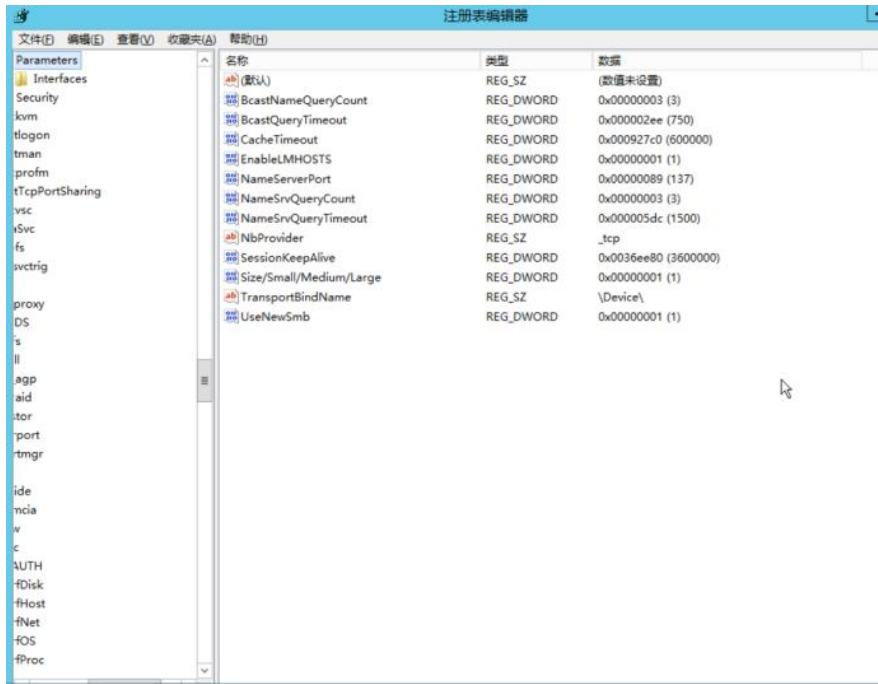 注册表编辑器
文件(F) 编辑(E) 查看(V) 收藏夹(A) 帮助(H)
Parameters
Interfaces
Security
kvm
tlogon
tman
profm
tTcpPortSharing
vsc
Svc
fs
svctrig
proxy
DS
s
ll
agp
aid
stor
port
rtmgr
ide
mcia
w
c
AUTH
fDisk
fHost
fNet
fOS
fProc
名称 类型 数据
(默认) REG_SZ (数值未设置)
BcastNameQueryCount REG_DWORD 0x00000003 (3)
BcastQueryTimeout REG_DWORD 0x000002ee (750)
CacheTimeout REG_DWORD 0x000927c0 (600000)
EnableLMHOSTS REG_DWORD 0x00000001 (1)
NameServerPort REG_DWORD 0x00000089 (137)
NameSrvQueryCount REG_DWORD 0x00000003 (3)
NameSrvQueryTimeout REG_DWORD 0x000005dc (1500)
NbProvider REG_SZ _tcp
SessionKeepAlive REG_DWORD 0x0036ee80 (3600000)
Size/Small/Medium/Large REG_DWORD 0x00000001 (1)
TransportBindName REG_SZ \Device\
UseNewSmb REG_DWORD 0x00000001 (1)